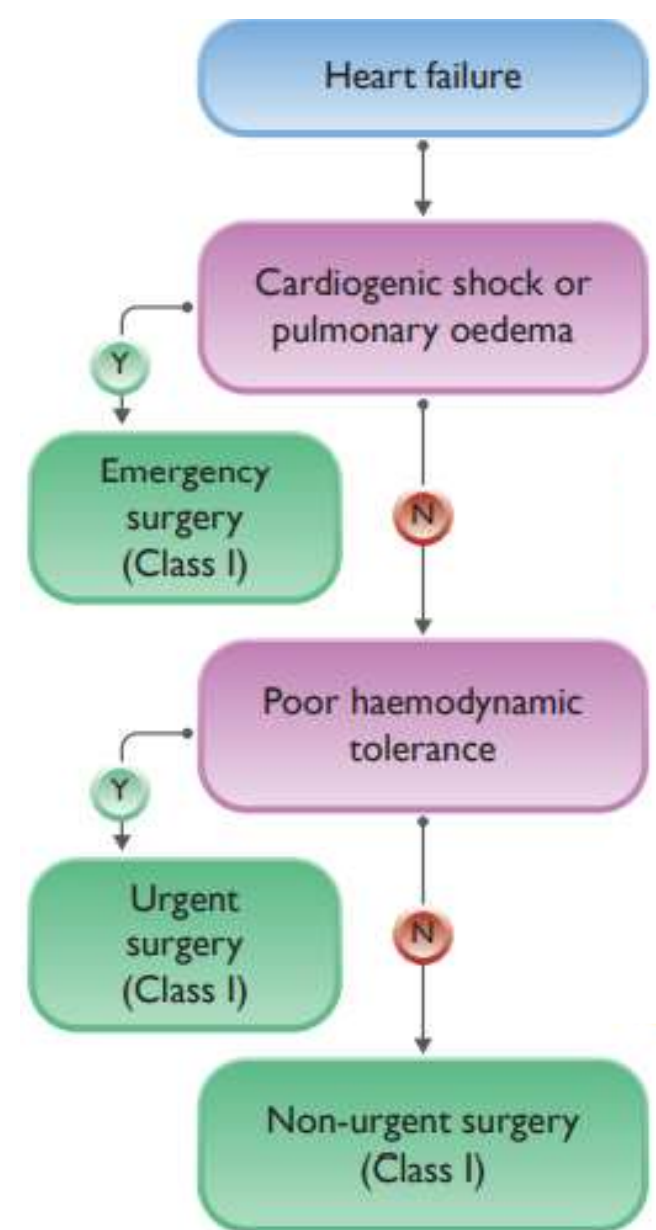 Heart failure
Cardiogenic shock or
pulmonary oedema
Y
Emergency
surgery
(Class I)
N
Poor haemodynamic
tolerance
Y
Urgent
surgery
(Class I)
N
Non-urgent surgery
(Class I)